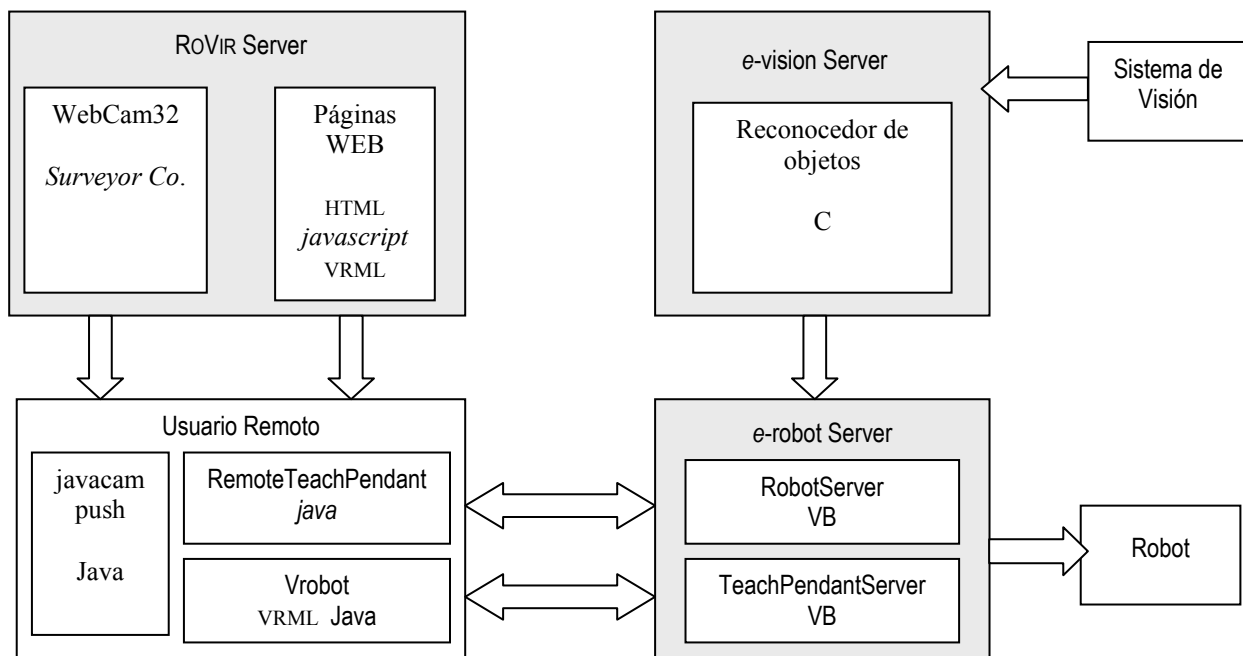 ROVIR Server
WebCam32
Surveyor Co.
Páginas
WEB
HTML
javascript
VRML
e-vision Server
Reconocedor de
objetos
C
Sistema de
Visión
Usuario Remoto
javacam
push
Java
RemoteTeachPendant
java
Vrobot
VRML Java
e-robot Server
RobotServer
VB
TeachPendantServer
VB
Robot